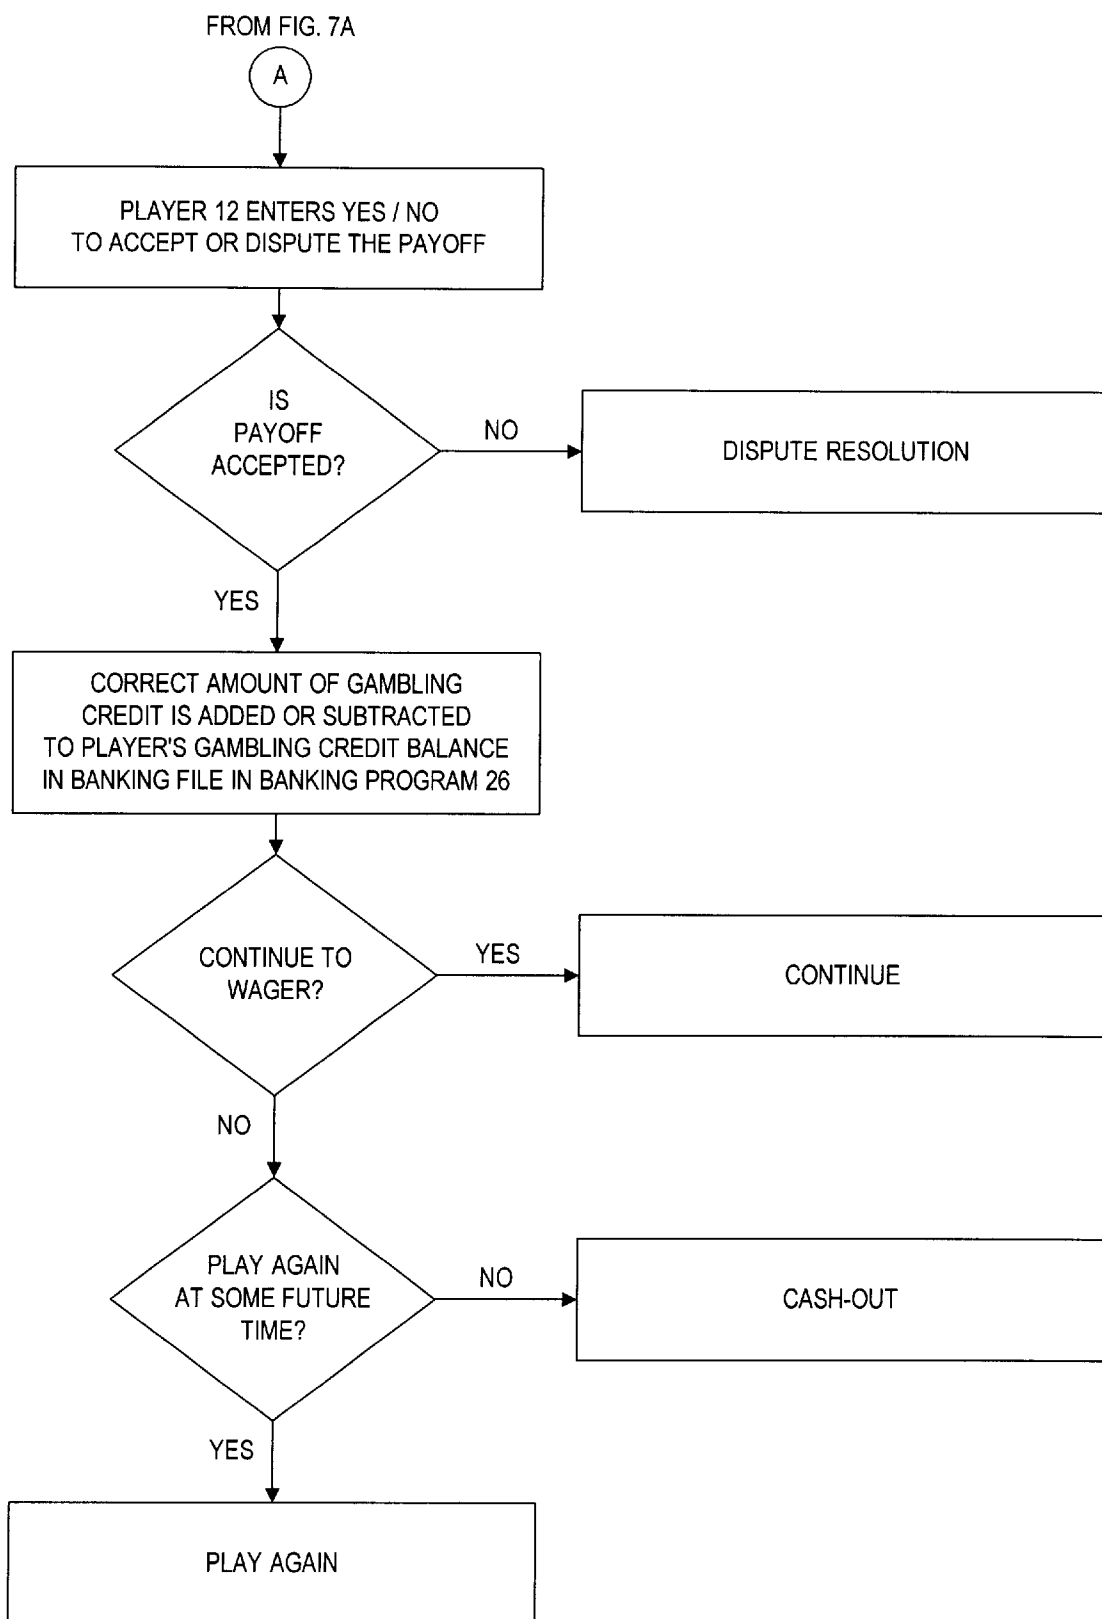 FROM FIG. 7A
A
PLAYER 12 ENTERS YES / NO
TO ACCEPT OR DISPUTE THE PAYOFF
IS
PAYOFF
ACCEPTED?
NO
DISPUTE RESOLUTION
YES
CORRECT AMOUNT OF GAMBLING
CREDIT IS ADDED OR SUBTRACTED
TO PLAYER'S GAMBLING CREDIT BALANCE
IN BANKING FILE IN BANKING PROGRAM 26
CONTINUE TO
WAGER?
YES
CONTINUE
NO
PLAY AGAIN
AT SOME FUTURE
TIME?
NO
CASH-OUT
YES
PLAY AGAIN